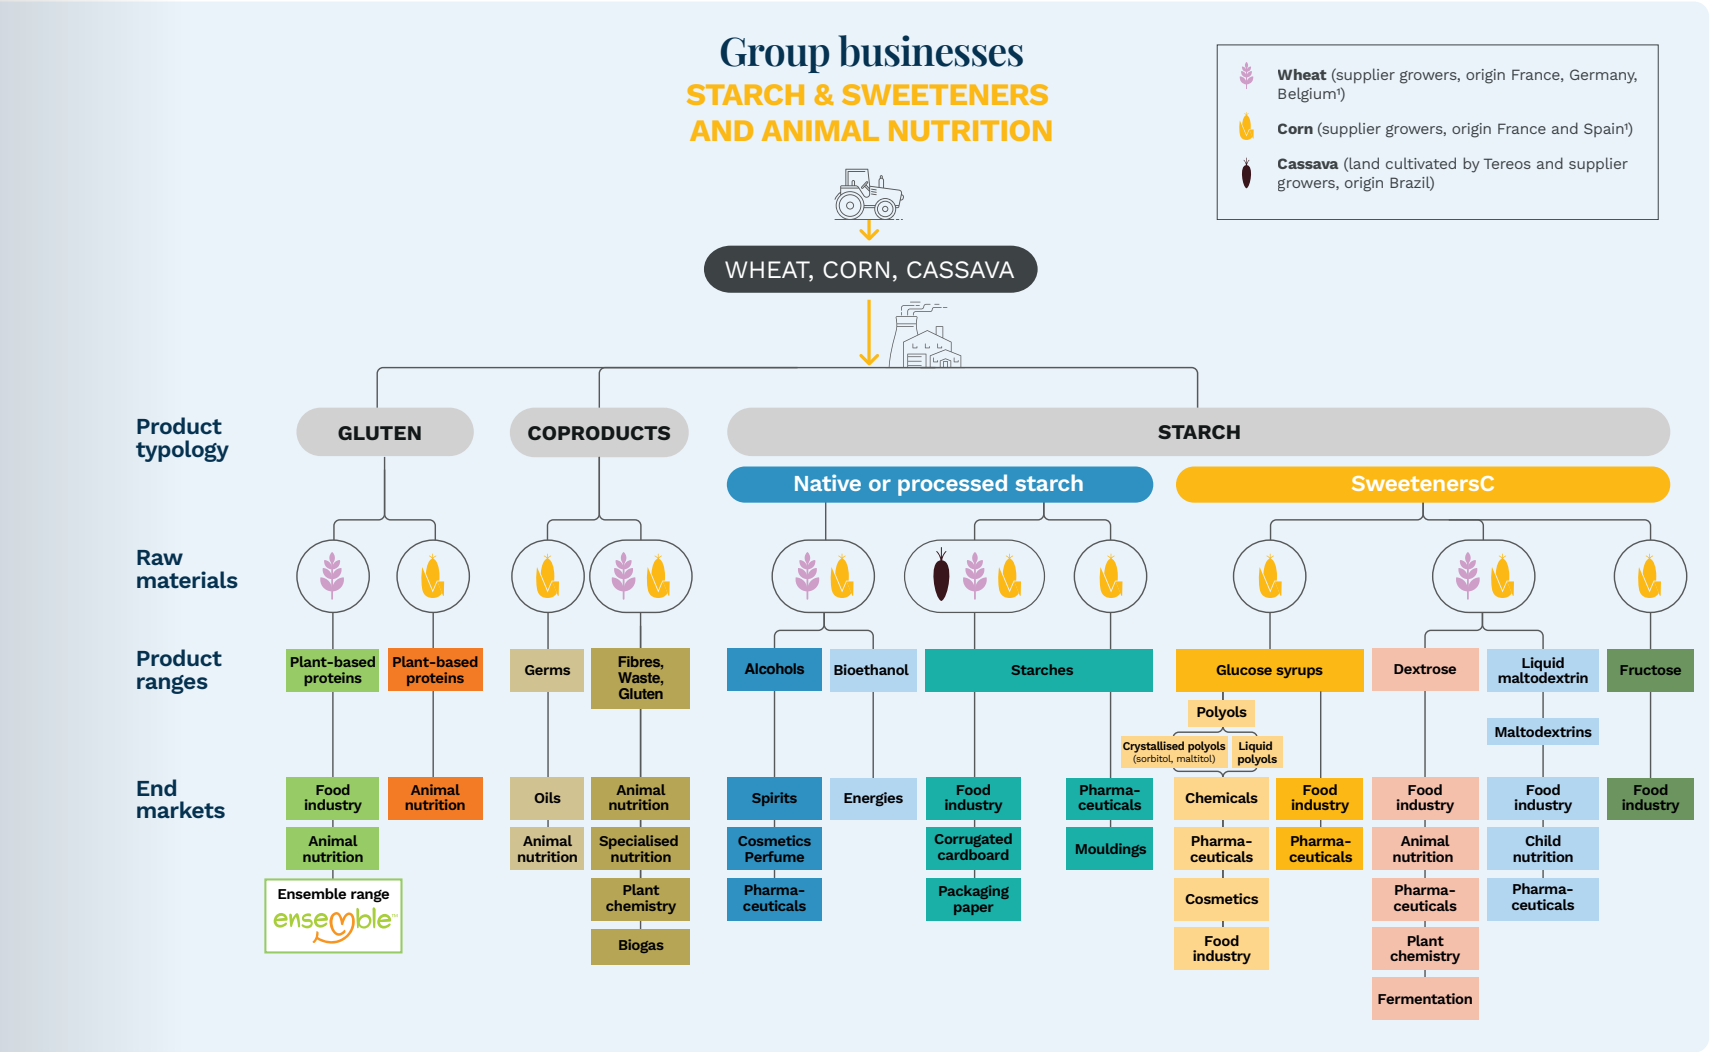 Group businesses
STARCH & SWEETENERS
AND ANIMAL NUTRITION
Wheat (supplier growers, origin France, Germany,
Belgium¹)
Corn (supplier growers, origin France and Spain¹)
Cassava (land cultivated by Tereos and supplier
growers, origin Brazil)
WHEAT, CORN, CASSAVA
Product
typology
GLUTEN
COPRODUCTS
STARCH
Native or processed starch
SweetenersC
Raw
materials
Product
ranges
Plant-based
proteins
Plant-based
proteins
Germs
Fibres,
Waste,
Gluten
Alcohols
Bioethanol
Starches
Glucose syrups
Dextrose
Liquid
maltodextrin
Fructose
Polyols
Maltodextrins
Crystallised polyols
(sorbitol, maltitol)
Liquid
polyols
End
markets
Food
industry
Animal
nutrition
Oils
Animal
nutrition
Spirits
Energies
Food
industry
Pharma-
ceuticals
Chemicals
Food
industry
Food
industry
Food
industry
Food
industry
Animal
nutrition
Animal
nutrition
Specialised
nutrition
Cosmetics
Perfume
Corrugated
cardboard
Mouldings
Pharma-
ceuticals
Pharma-
ceuticals
Animal
nutrition
Child
nutrition
Ensemble range
ensemble™
Plant
chemistry
Pharma-
ceuticals
Packaging
paper
Cosmetics
Pharma-
ceuticals
Pharma-
ceuticals
Biogas
Food
industry
Plant
chemistry
Fermentation